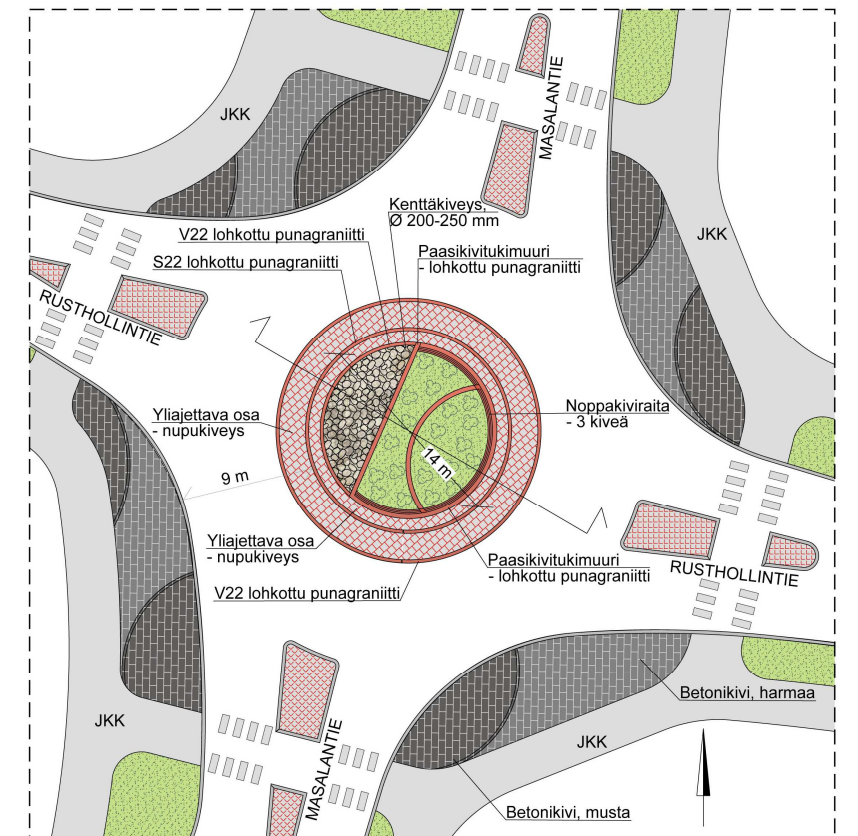 MASALANTIE
JKK
Kenttäkiveys,
Ø 200-250 mm
V22 lohkottu punagraniitti
S22 lohkottu punagraniitti
Paasikivitukimuuri
- lohkottu punagraniitti
JKK
RUSTHOLLINTIE
Yliajettava osa
- nupukiveys
Noppakiviraita
- 3 kiveä
14 m
9 m
Yliajettava osa
- nupukiveys
Paasikivitukimuuri
- lohkottu punagraniitti
V22 lohkottu punagraniitti
RUSTHOLLINTIE
Betonikivi, harmaa
JKK
JKK
MASALANTIE
Betonikivi, musta